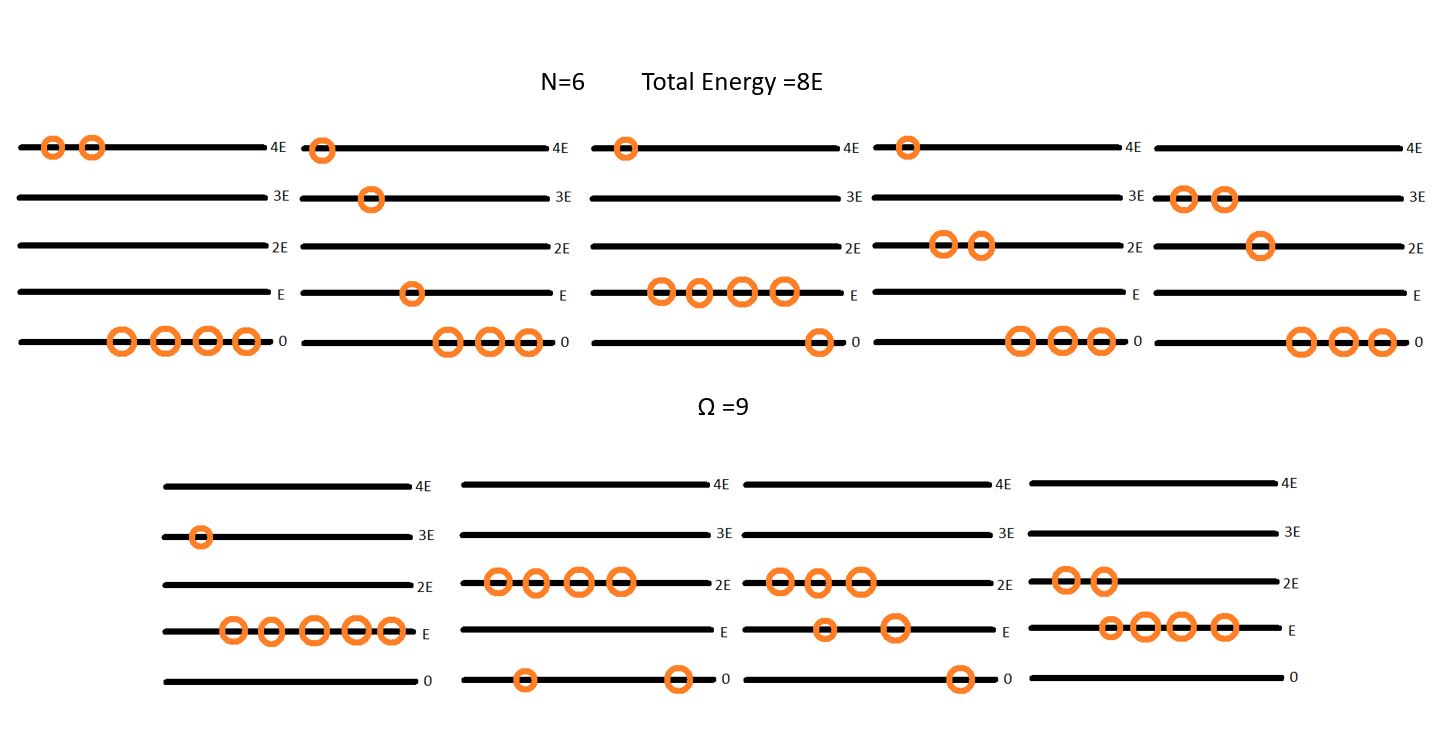 N=6 Total Energy =8E
4E 4E 4E 4E 4E
3E 3E 3E 3E 3E
2E 2E 2E 2E 2E
E E E E E
0 0 0 0 0
Ω =9
4E 4E 4E 4E
3E 3E 3E 3E
2E 2E 2E 2E
E E E E
0 0 0 0